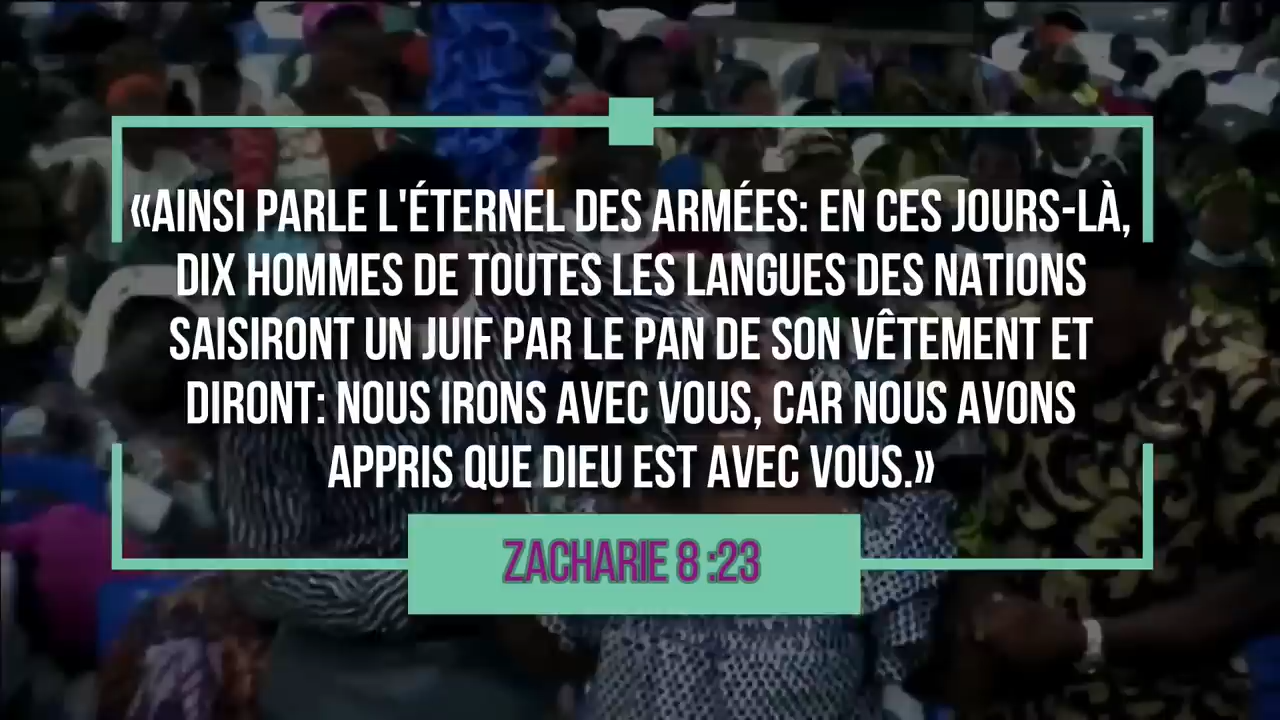 «AINSI PARLE L'ÉTERNEL DES ARMÉES: EN CES JOURS-LÀ,
DIX HOMMES DE TOUTES LES LANGUES DES NATIONS
SAISIRONT UN JUIF PAR LE PAN DE SON VÊTEMENT ET
DIRONT: NOUS IRONS AVEC VOUS, CAR NOUS AVONS
APPRIS QUE DIEU EST AVEC VOUS.»
ZACHARIE 8 :23